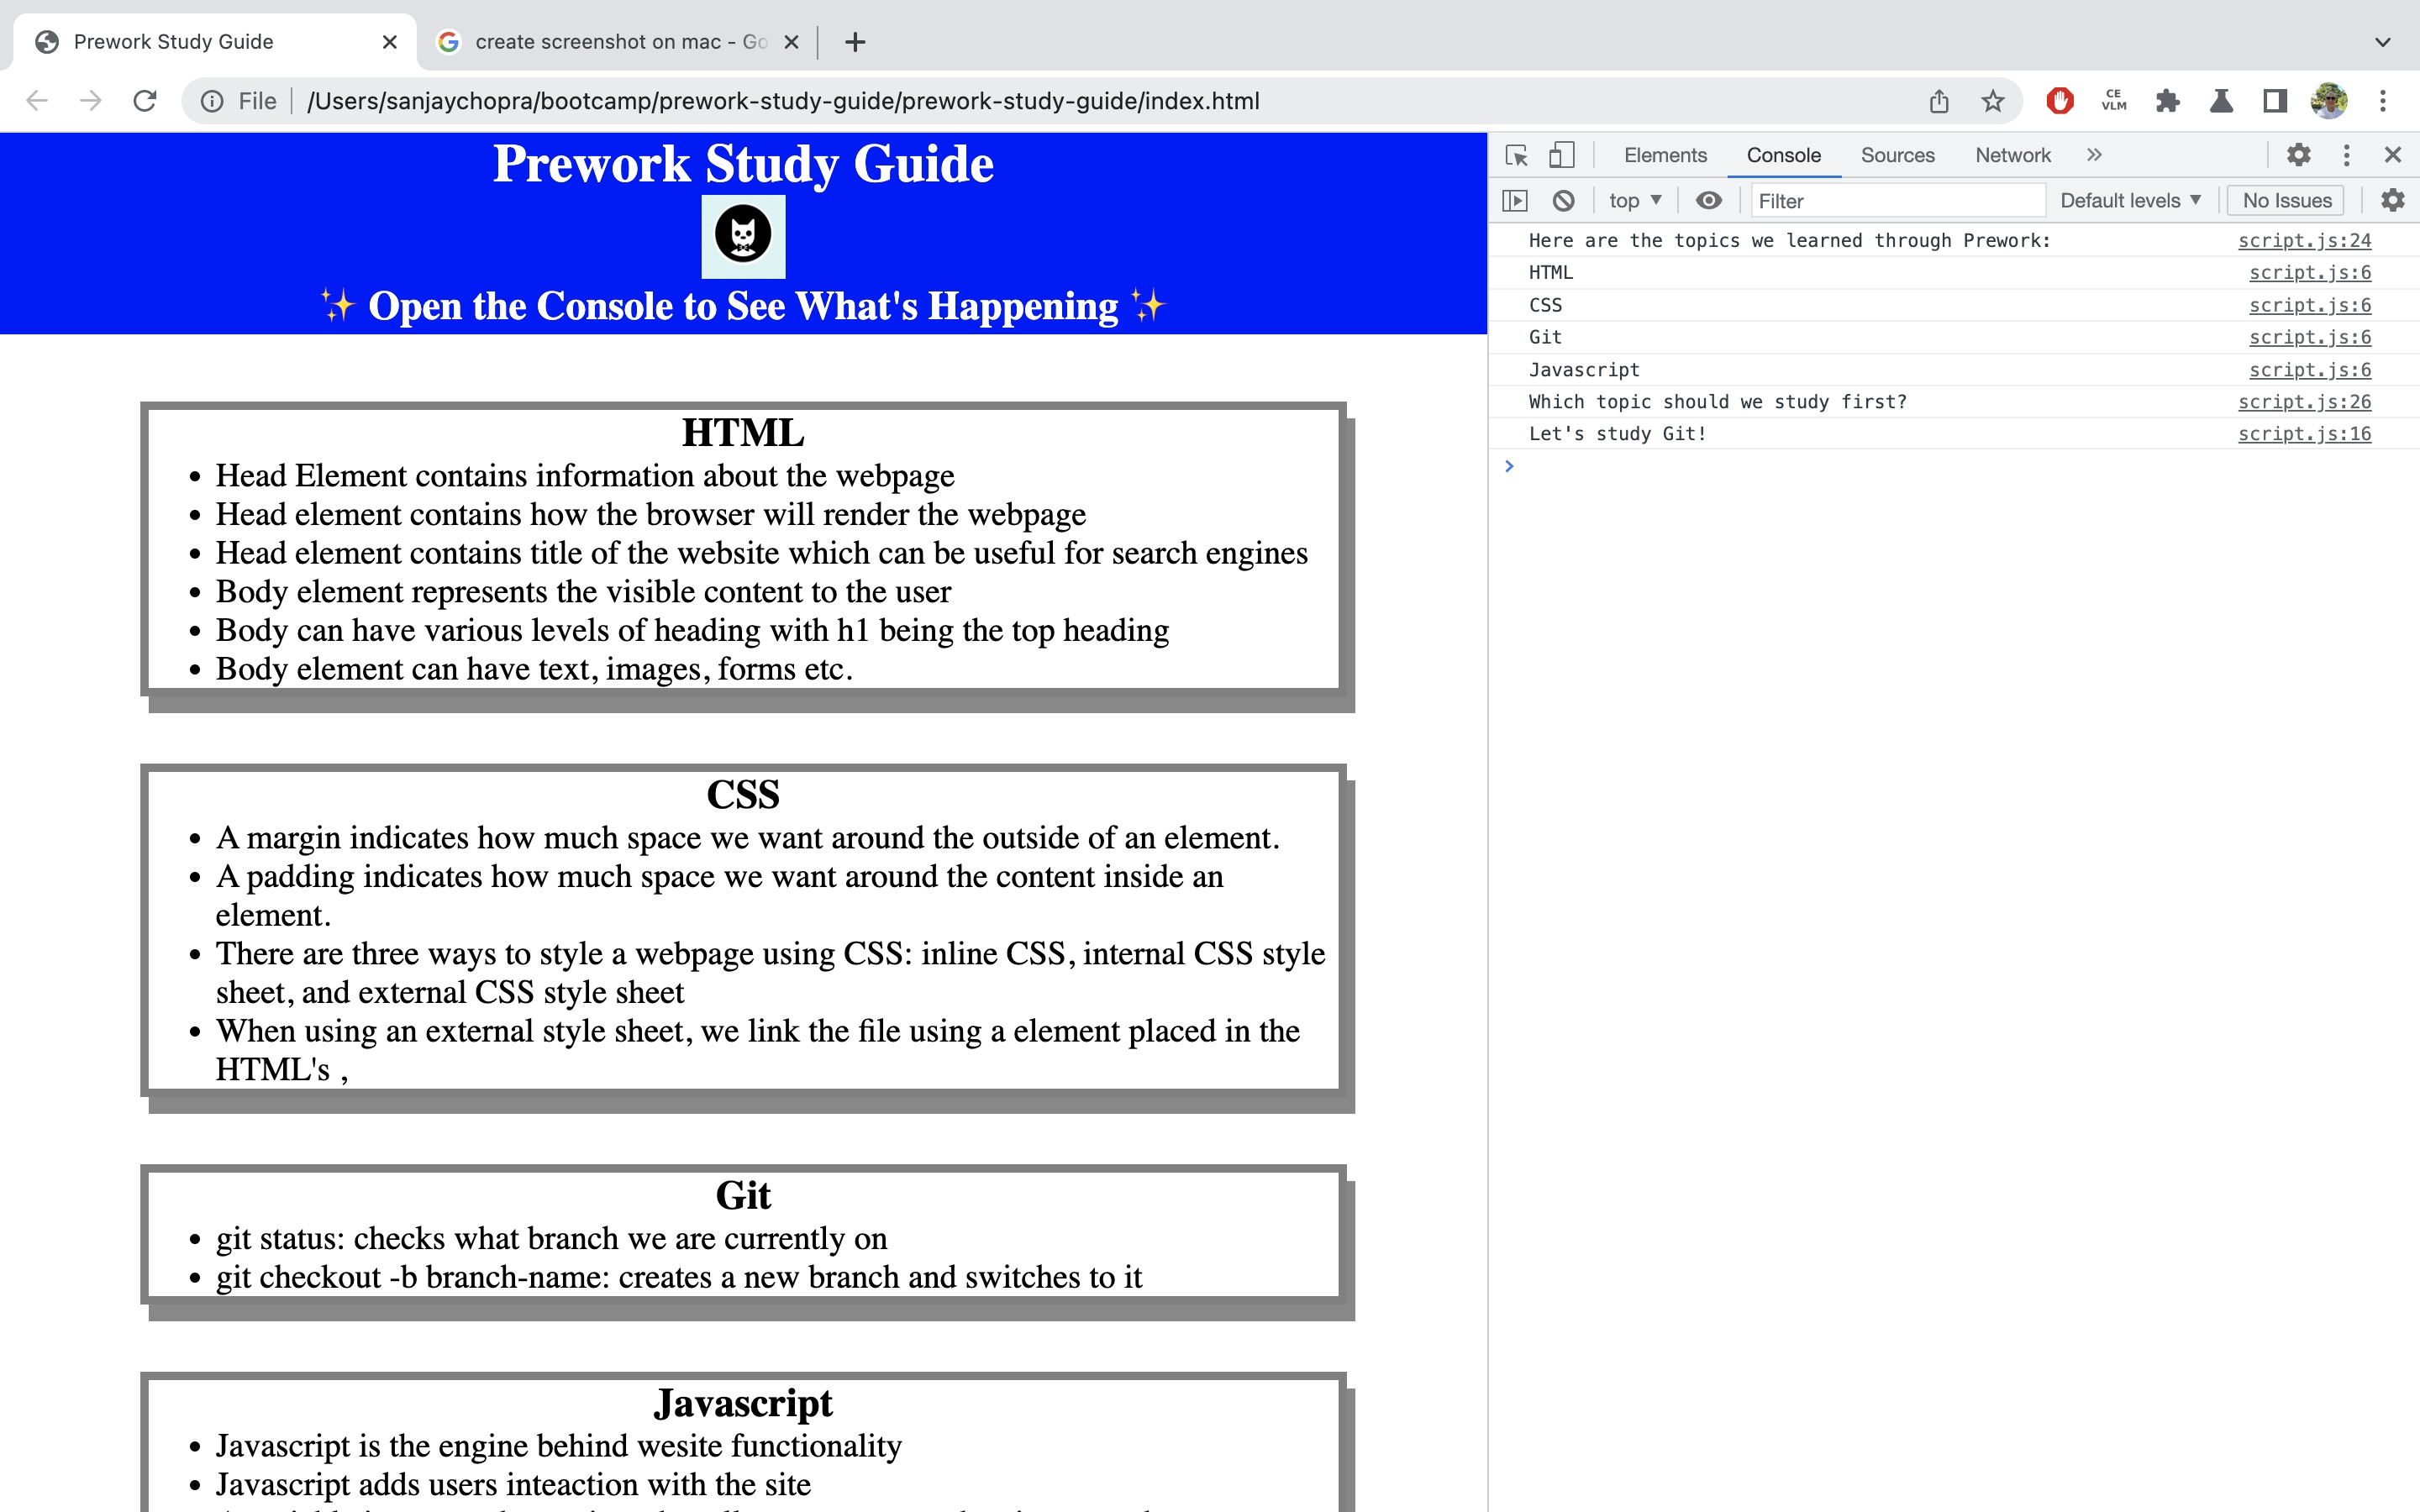 Prework Study Guide
create screenshot on mac - Go
File
/Users/sanjaychopra/bootcamp/prework-study-guide/prework-study-guide/index.html
CE
VLM
Prework Study Guide
✨ Open the Console to See What's Happening ✨
HTML
• Head Element contains information about the webpage
• Head element contains how the browser will render the webpage
• Head element contains title of the website which can be useful for search engines
• Body element represents the visible content to the user
• Body can have various levels of heading with h1 being the top heading
• Body element can have text, images, forms etc.
CSS
• A margin indicates how much space we want around the outside of an element.
• A padding indicates how much space we want around the content inside an
element.
• There are three ways to style a webpage using CSS: inline CSS, internal CSS style
sheet, and external CSS style sheet
• When using an external style sheet, we link the file using a element placed in the
HTML's ,
Git
• git status: checks what branch we are currently on
• git checkout -b branch-name: creates a new branch and switches to it
Javascript
• Javascript is the engine behind wesite functionality
• Javascript adds users inteaction with the site
Elements Console Sources Network »
top Filter Default levels No Issues
Here are the topics we learned through Prework: script.js:24
HTML script.js:6
CSS script.js:6
Git script.js:6
Javascript script.js:6
Which topic should we study first? script.js:26
Let's study Git! script.js:16
>